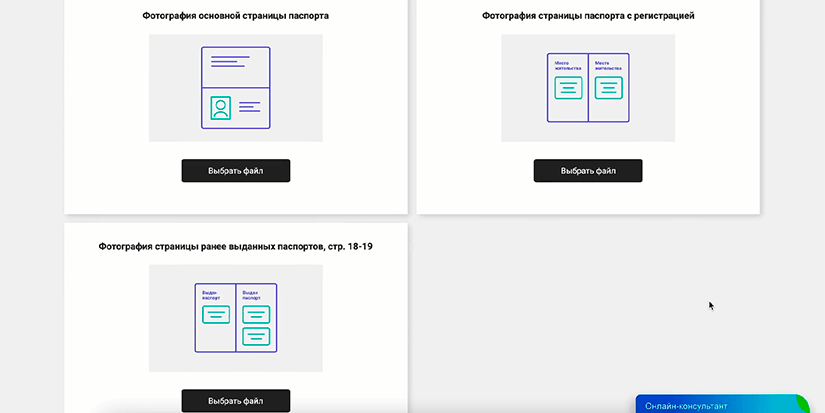 Фотография основной страницы паспорта
Фотография страницы паспорта с регистрацией
Место
жительства
Место
жительства
Выбрать файл
Выбрать файл
Фотография страницы ранее выданных паспортов, стр. 18-19
Выдан
паспорт
Выдан
паспорт
Выбрать файл
Онлайн-консультант